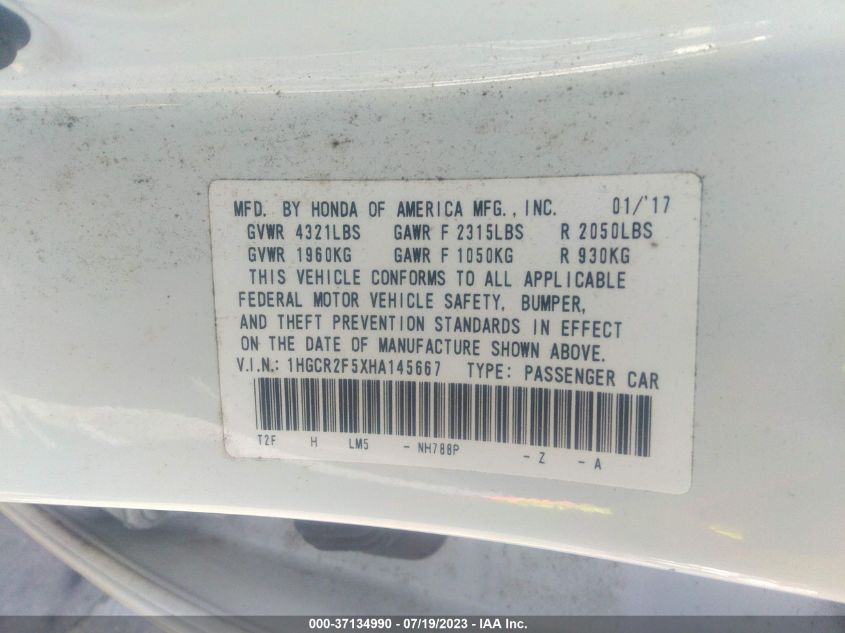 MFD. BY HONDA OF AMERICA MFG., INC. 01/'17
GVWR 4321LBS GAWR F 2315LBS R 2050LBS
GVWR 1960KG GAWR F 1050KG R 930KG
THIS VEHICLE CONFORMS TO ALL APPLICABLE
FEDERAL MOTOR VEHICLE SAFETY, BUMPER,
AND THEFT PREVENTION STANDARDS IN EFFECT
ON THE DATE OF MANUFACTURE SHOWN ABOVE.
V.I.N.: 1HGCR2F5XHA145667 TYPE: PASSENGER CAR
T2F H LM5 - NH788P - Z - A
000-37134990 - 07/19/2023 - IAA Inc.